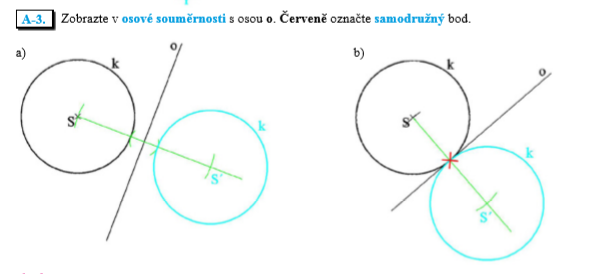 A-3. Zobrazte v osové souměrnosti s osou o. Červeně označte samodružný bod.
a) k o b) k o
S S
k k
S' S'